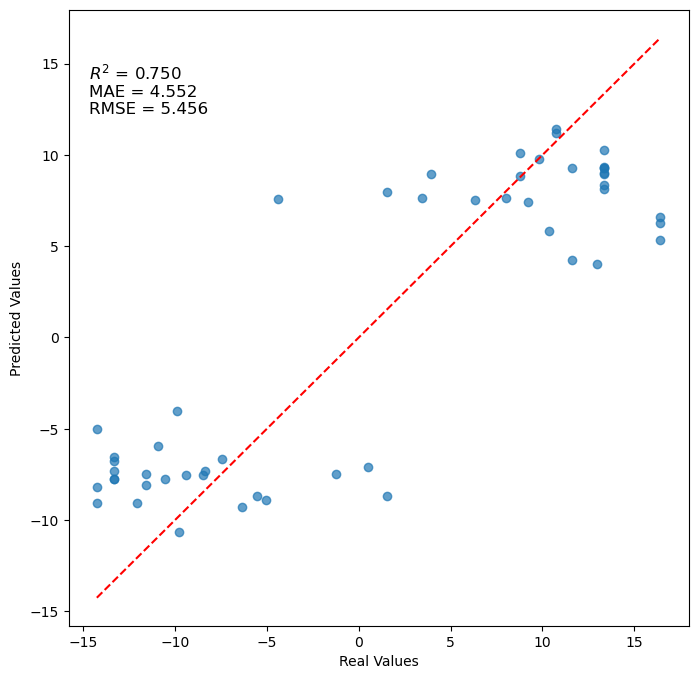 R² = 0.750
MAE = 4.552
RMSE = 5.456
15
10
5
0
−5
−10
−15
Predicted Values
−15 −10 −5 0 5 10 15
Real Values